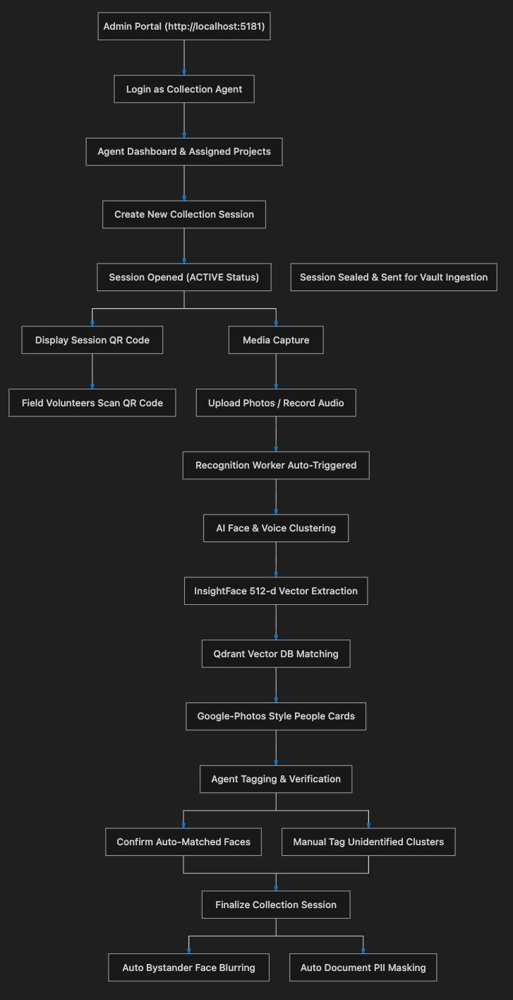 Admin Portal (http://localhost:5181)
Login as Collection Agent
Agent Dashboard & Assigned Projects
Create New Collection Session
Session Opened (ACTIVE Status)
Session Sealed & Sent for Vault Ingestion
Display Session QR Code
Media Capture
Field Volunteers Scan QR Code
Upload Photos / Record Audio
Recognition Worker Auto-Triggered
AI Face & Voice Clustering
InsightFace 512-d Vector Extraction
Qdrant Vector DB Matching
Google-Photos Style People Cards
Agent Tagging & Verification
Confirm Auto-Matched Faces
Manual Tag Unidentified Clusters
Finalize Collection Session
Auto Bystander Face Blurring
Auto Document PII Masking